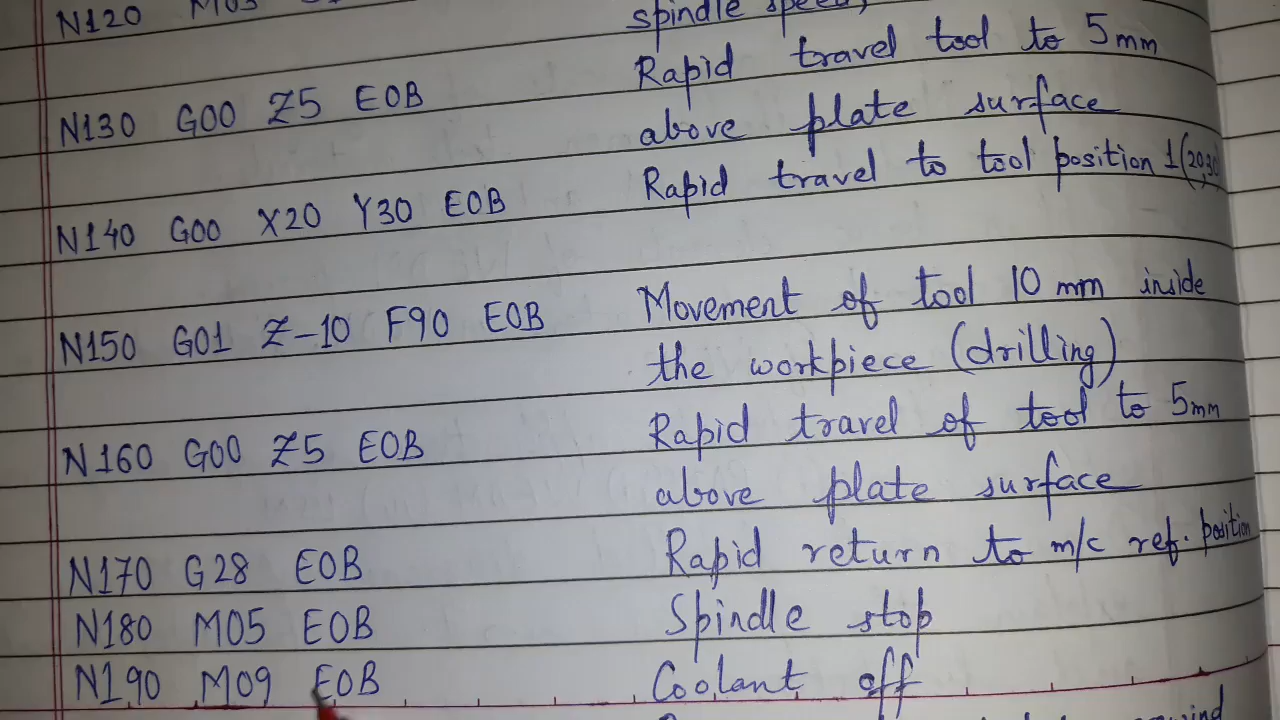 N120 M03
spindle speed,
Rapid travel tool to 5mm
N130 G00 Z5 EOB
above plate surface
Rapid travel to tool position 1(20,30
N140 G00 X20 Y30 EOB
Movement of tool 10 mm inside
N150 G01 Z-10 F90 EOB
the workpiece (drilling)
Rapid travel of tool to 5mm
N160 G00 Z5 EOB
above plate surface
N170 G28 EOB Rapid return to m/c ref. position
N180 M05 EOB Spindle stop
N190 M09 EOB Coolant off